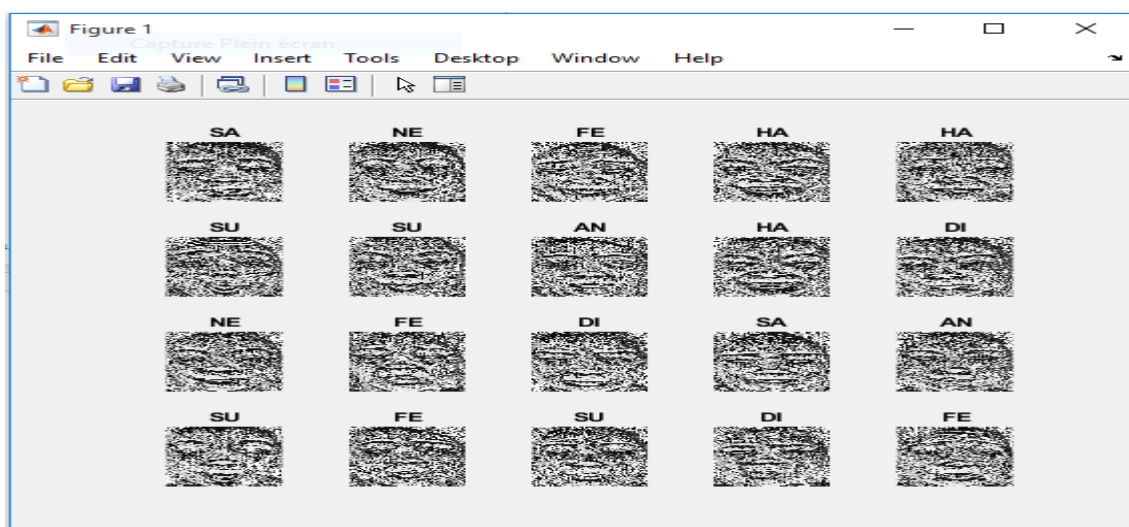 Figure 1
Capture Plein écran
File Edit View Insert Tools Desktop Window Help
SA NE FE HA HA
SU SU AN HA DI
NE FE DI SA AN
SU FE SU DI FE